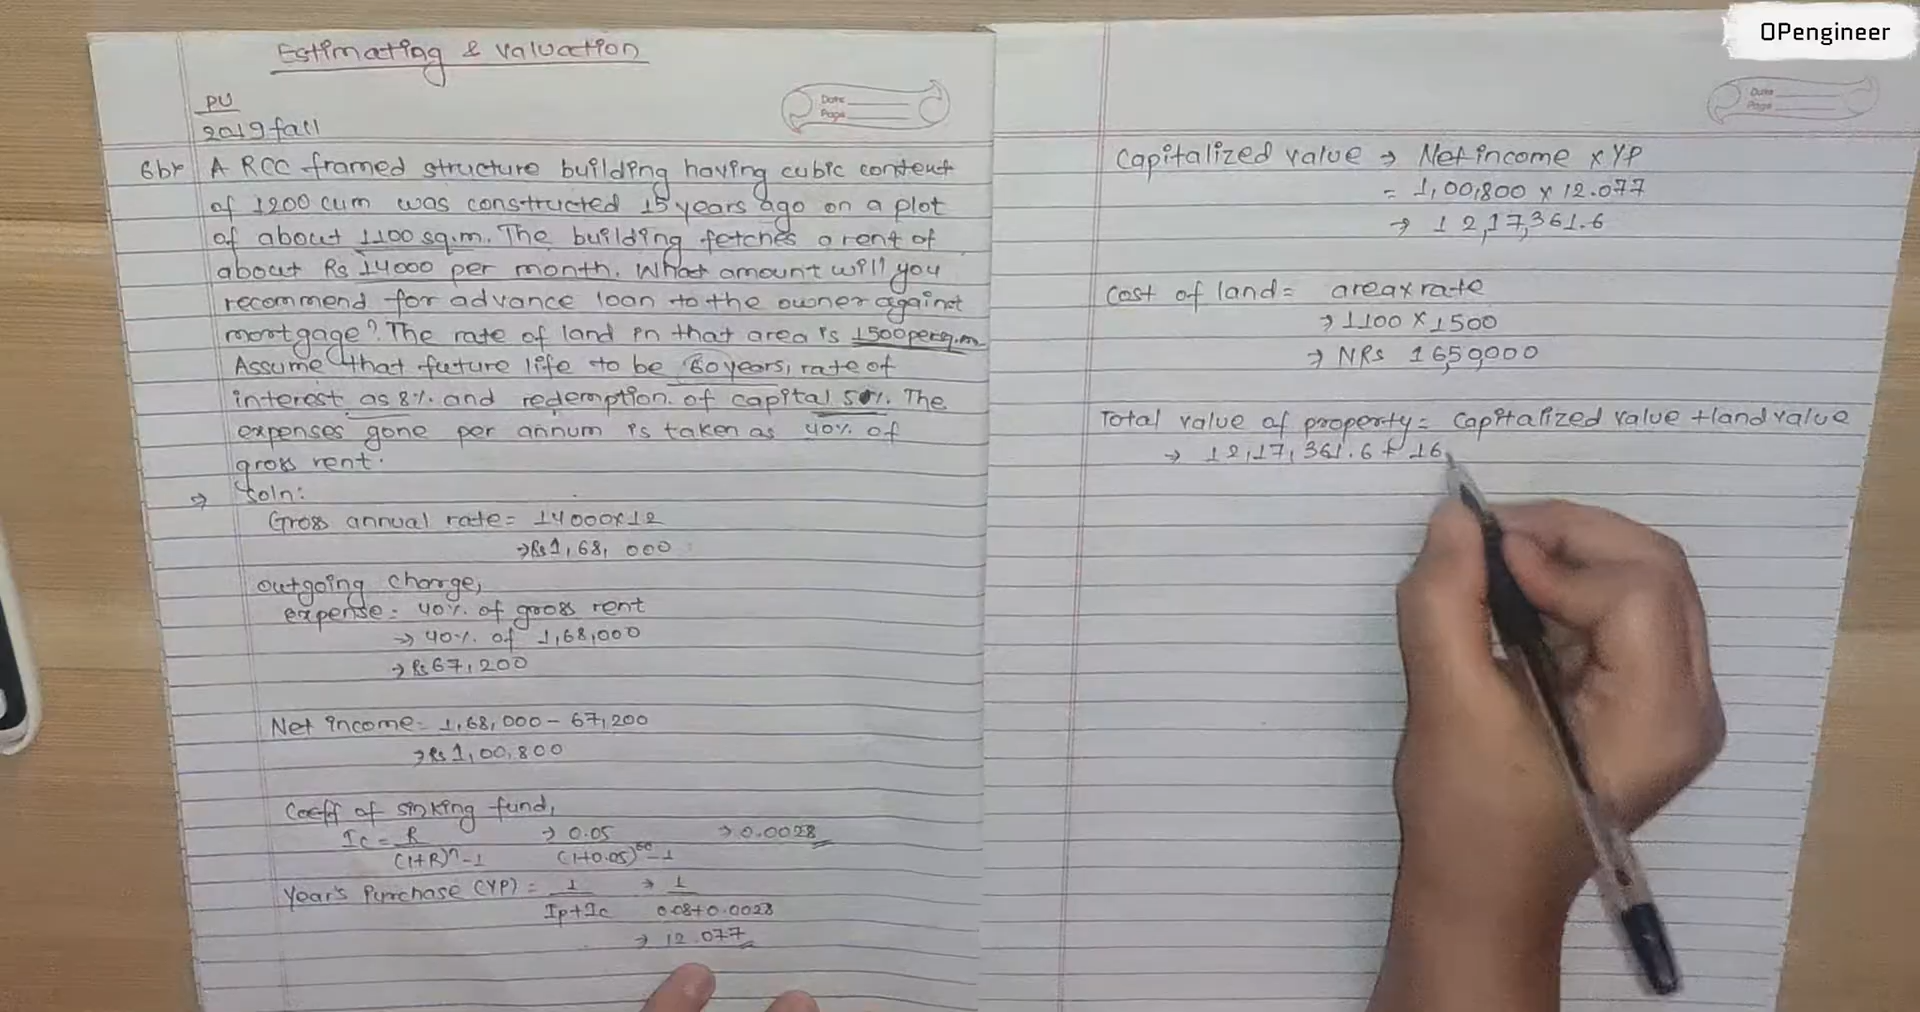 OPengineer
Estimating & valuation
Date
Page
PU
2019 fall
6b) A RCC framed structure building having cubic content
of 1200 cum was constructed 15 years ago on a plot
of about 1100 sq.m. The building fetches a rent of
about Rs 14000 per month. What amount will you
recommend for advance loan to the owner against
mortgage? The rate of land in that area is 1500 persq.m
Assume that future life to be 60 years, rate of
interest as 8% and redemption of capital 5%. The
expenses gone per annum is taken as 40% of
gross rent.
⇒ Soln:
Gross annual rate = 14000×12
→ Rs 1,68,000
outgoing charge,
expense = 40% of gross rent
→ 40% of 1,68,000
→ Rs 67,200
Net income = 1,68,000 - 67,200
→ Rs 1,00,800
Coeff of sinking fund,
Ic = R → 0.05 → 0.0028
(1+R)ⁿ-1 (1+0.05)⁶⁰-1
Year's Purchase (YP) = 1 → 1
Ip+Ic 0.08+0.0028
→ 12.077
Date
Page
Capitalized value → Net income × YP
= 1,00,800 × 12.077
→ 12,17,361.6
Cost of land = area×rate
→ 1100 × 1500
→ NRs 1650,000
Total value of property = Capitalized value + land value
→ 12,17,361.6 + 16